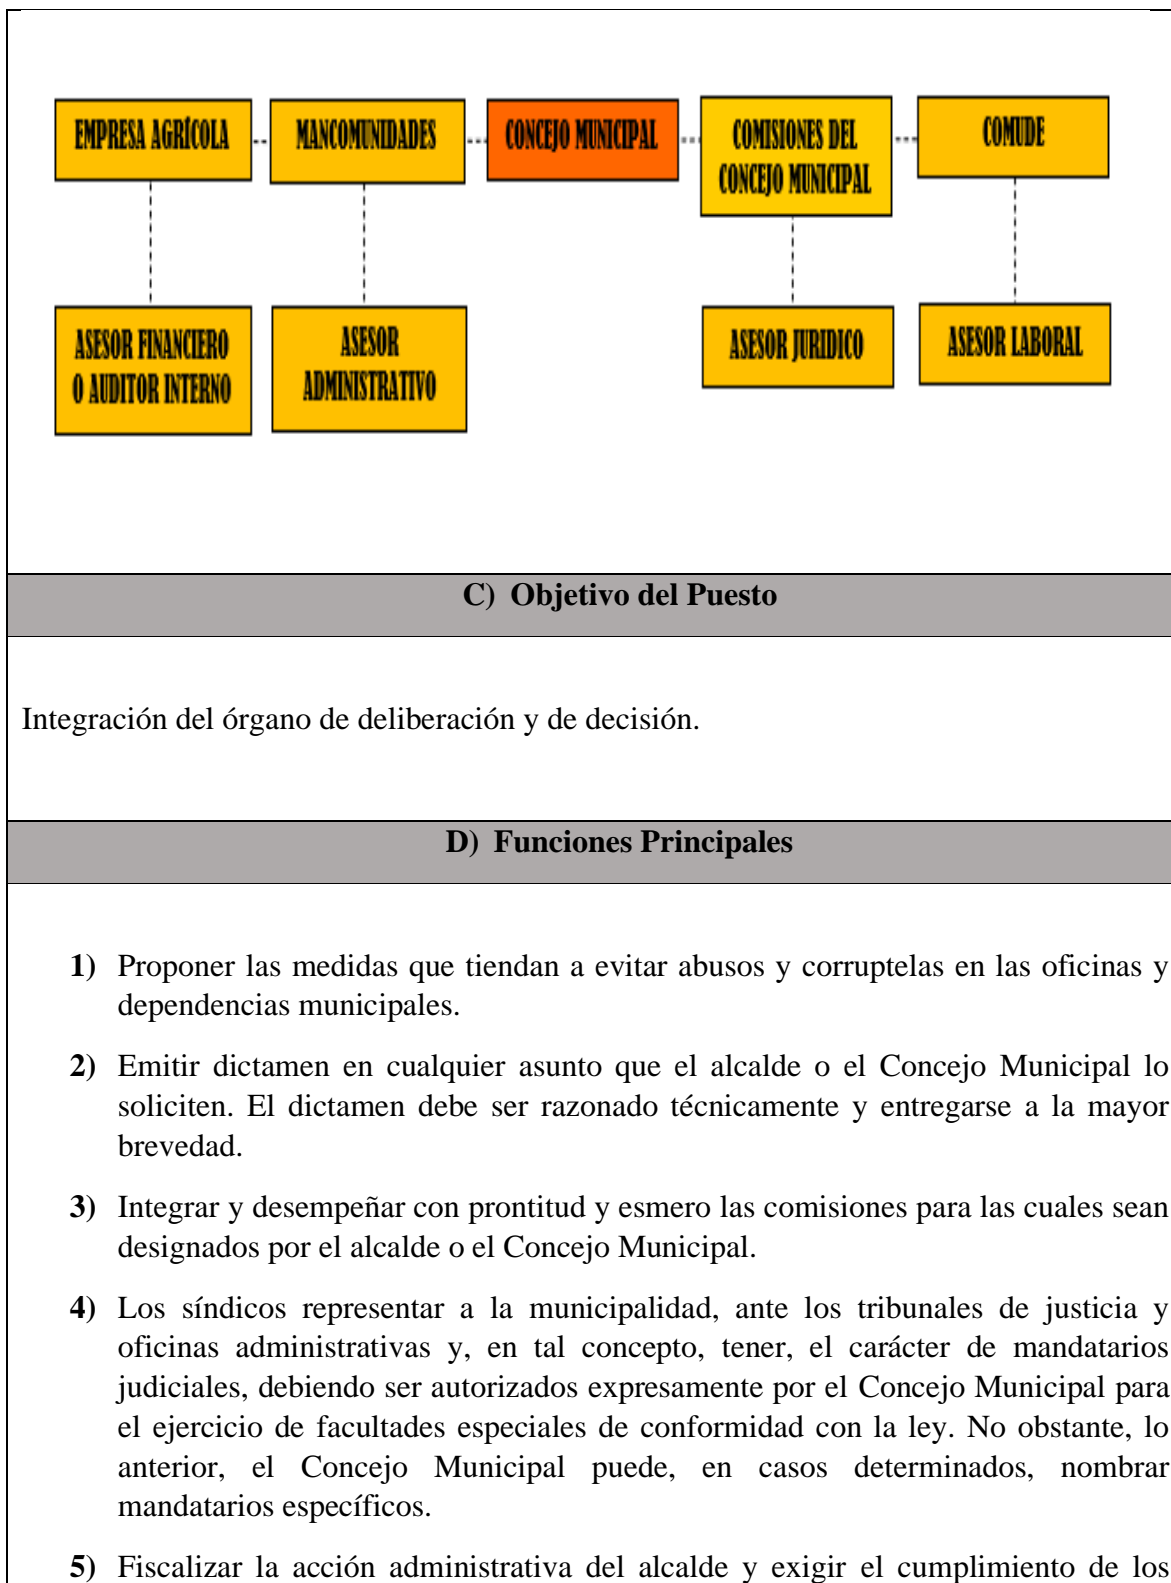 EMPRESA AGRÍCOLA
MANCOMUNIDADES
CONCEJO MUNICIPAL
COMISIONES DEL
CONCEJO MUNICIPAL
COMUDE
ASESOR FINANCIERO
O AUDITOR INTERNO
ASESOR
ADMINISTRATIVO
ASESOR JURIDICO
ASESOR LABORAL
C) Objetivo del Puesto
Integración del órgano de deliberación y de decisión.
D) Funciones Principales
1) Proponer las medidas que tiendan a evitar abusos y corruptelas en las oficinas y
dependencias municipales.
2) Emitir dictamen en cualquier asunto que el alcalde o el Concejo Municipal lo
soliciten. El dictamen debe ser razonado técnicamente y entregarse a la mayor
brevedad.
3) Integrar y desempeñar con prontitud y esmero las comisiones para las cuales sean
designados por el alcalde o el Concejo Municipal.
4) Los síndicos representar a la municipalidad, ante los tribunales de justicia y
oficinas administrativas y, en tal concepto, tener, el carácter de mandatarios
judiciales, debiendo ser autorizados expresamente por el Concejo Municipal para
el ejercicio de facultades especiales de conformidad con la ley. No obstante, lo
anterior, el Concejo Municipal puede, en casos determinados, nombrar
mandatarios específicos.
5) Fiscalizar la acción administrativa del alcalde y exigir el cumplimiento de los